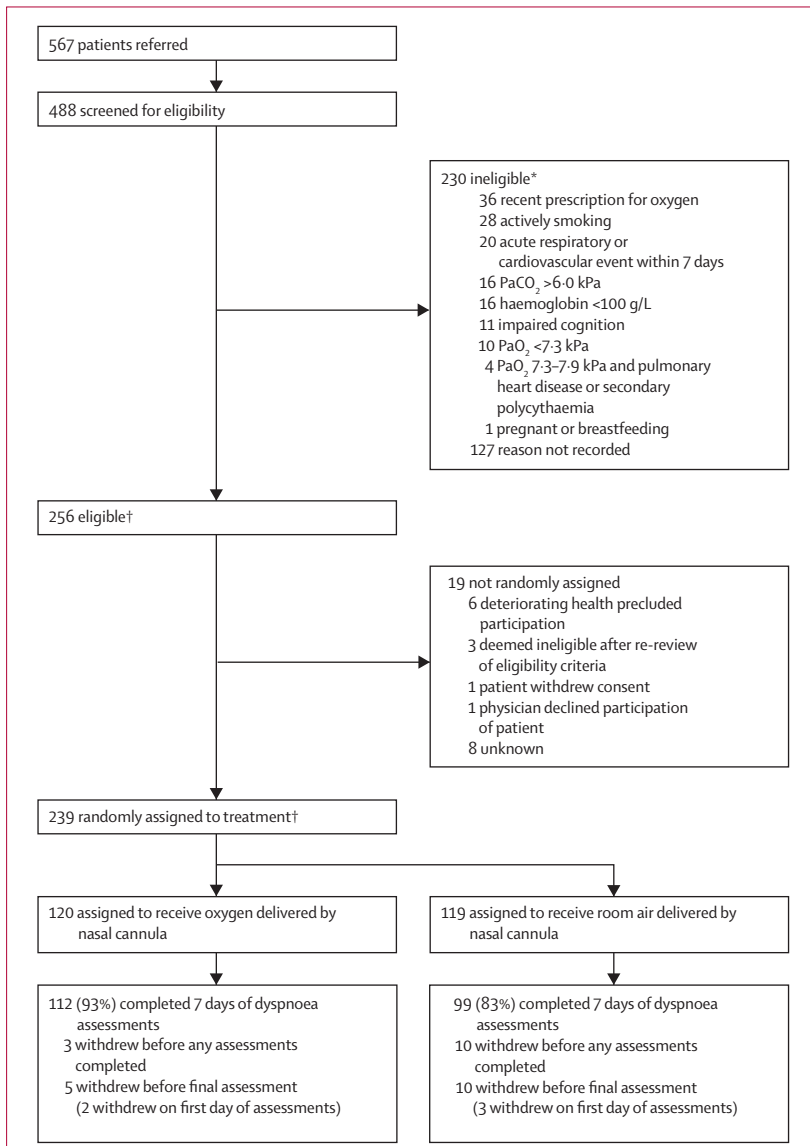 567 patients referred
488 screened for eligibility
230 ineligible*
36 recent prescription for oxygen
28 actively smoking
20 acute respiratory or
cardiovascular event within 7 days
16 PaCO₂ >6·0 kPa
16 haemoglobin <100 g/L
11 impaired cognition
10 PaO₂ <7·3 kPa
4 PaO₂ 7·3–7·9 kPa and pulmonary
heart disease or secondary
polycythaemia
1 pregnant or breastfeeding
127 reason not recorded
256 eligible†
19 not randomly assigned
6 deteriorating health precluded
participation
3 deemed ineligible after re-review
of eligibility criteria
1 patient withdrew consent
1 physician declined participation
of patient
8 unknown
239 randomly assigned to treatment†
120 assigned to receive oxygen delivered by
nasal cannula
119 assigned to receive room air delivered by
nasal cannula
112 (93%) completed 7 days of dyspnoea
assessments
3 withdrew before any assessments
completed
5 withdrew before final assessment
(2 withdrew on first day of assessments)
99 (83%) completed 7 days of dyspnoea
assessments
10 withdrew before any assessments
completed
10 withdrew before final assessment
(3 withdrew on first day of assessments)